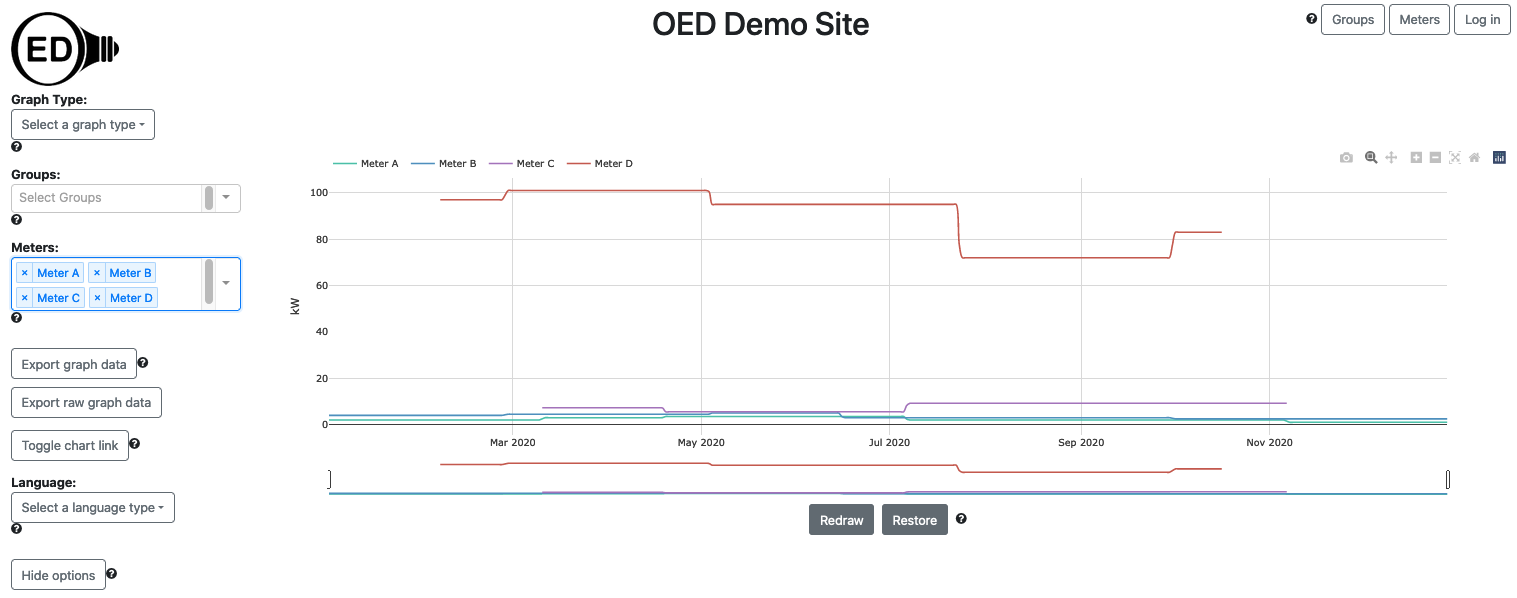 OED Demo Site
Groups Meters Log in
ED
Graph Type:
Select a graph type
Groups:
Select Groups
Meters:
× Meter A × Meter B
× Meter C × Meter D
Export graph data
Export raw graph data
Toggle chart link
Language:
Select a language type
Hide options
Meter A Meter B Meter C Meter D
100
80
60
40
20
0
kW
Mar 2020 May 2020 Jul 2020 Sep 2020 Nov 2020
Redraw Restore